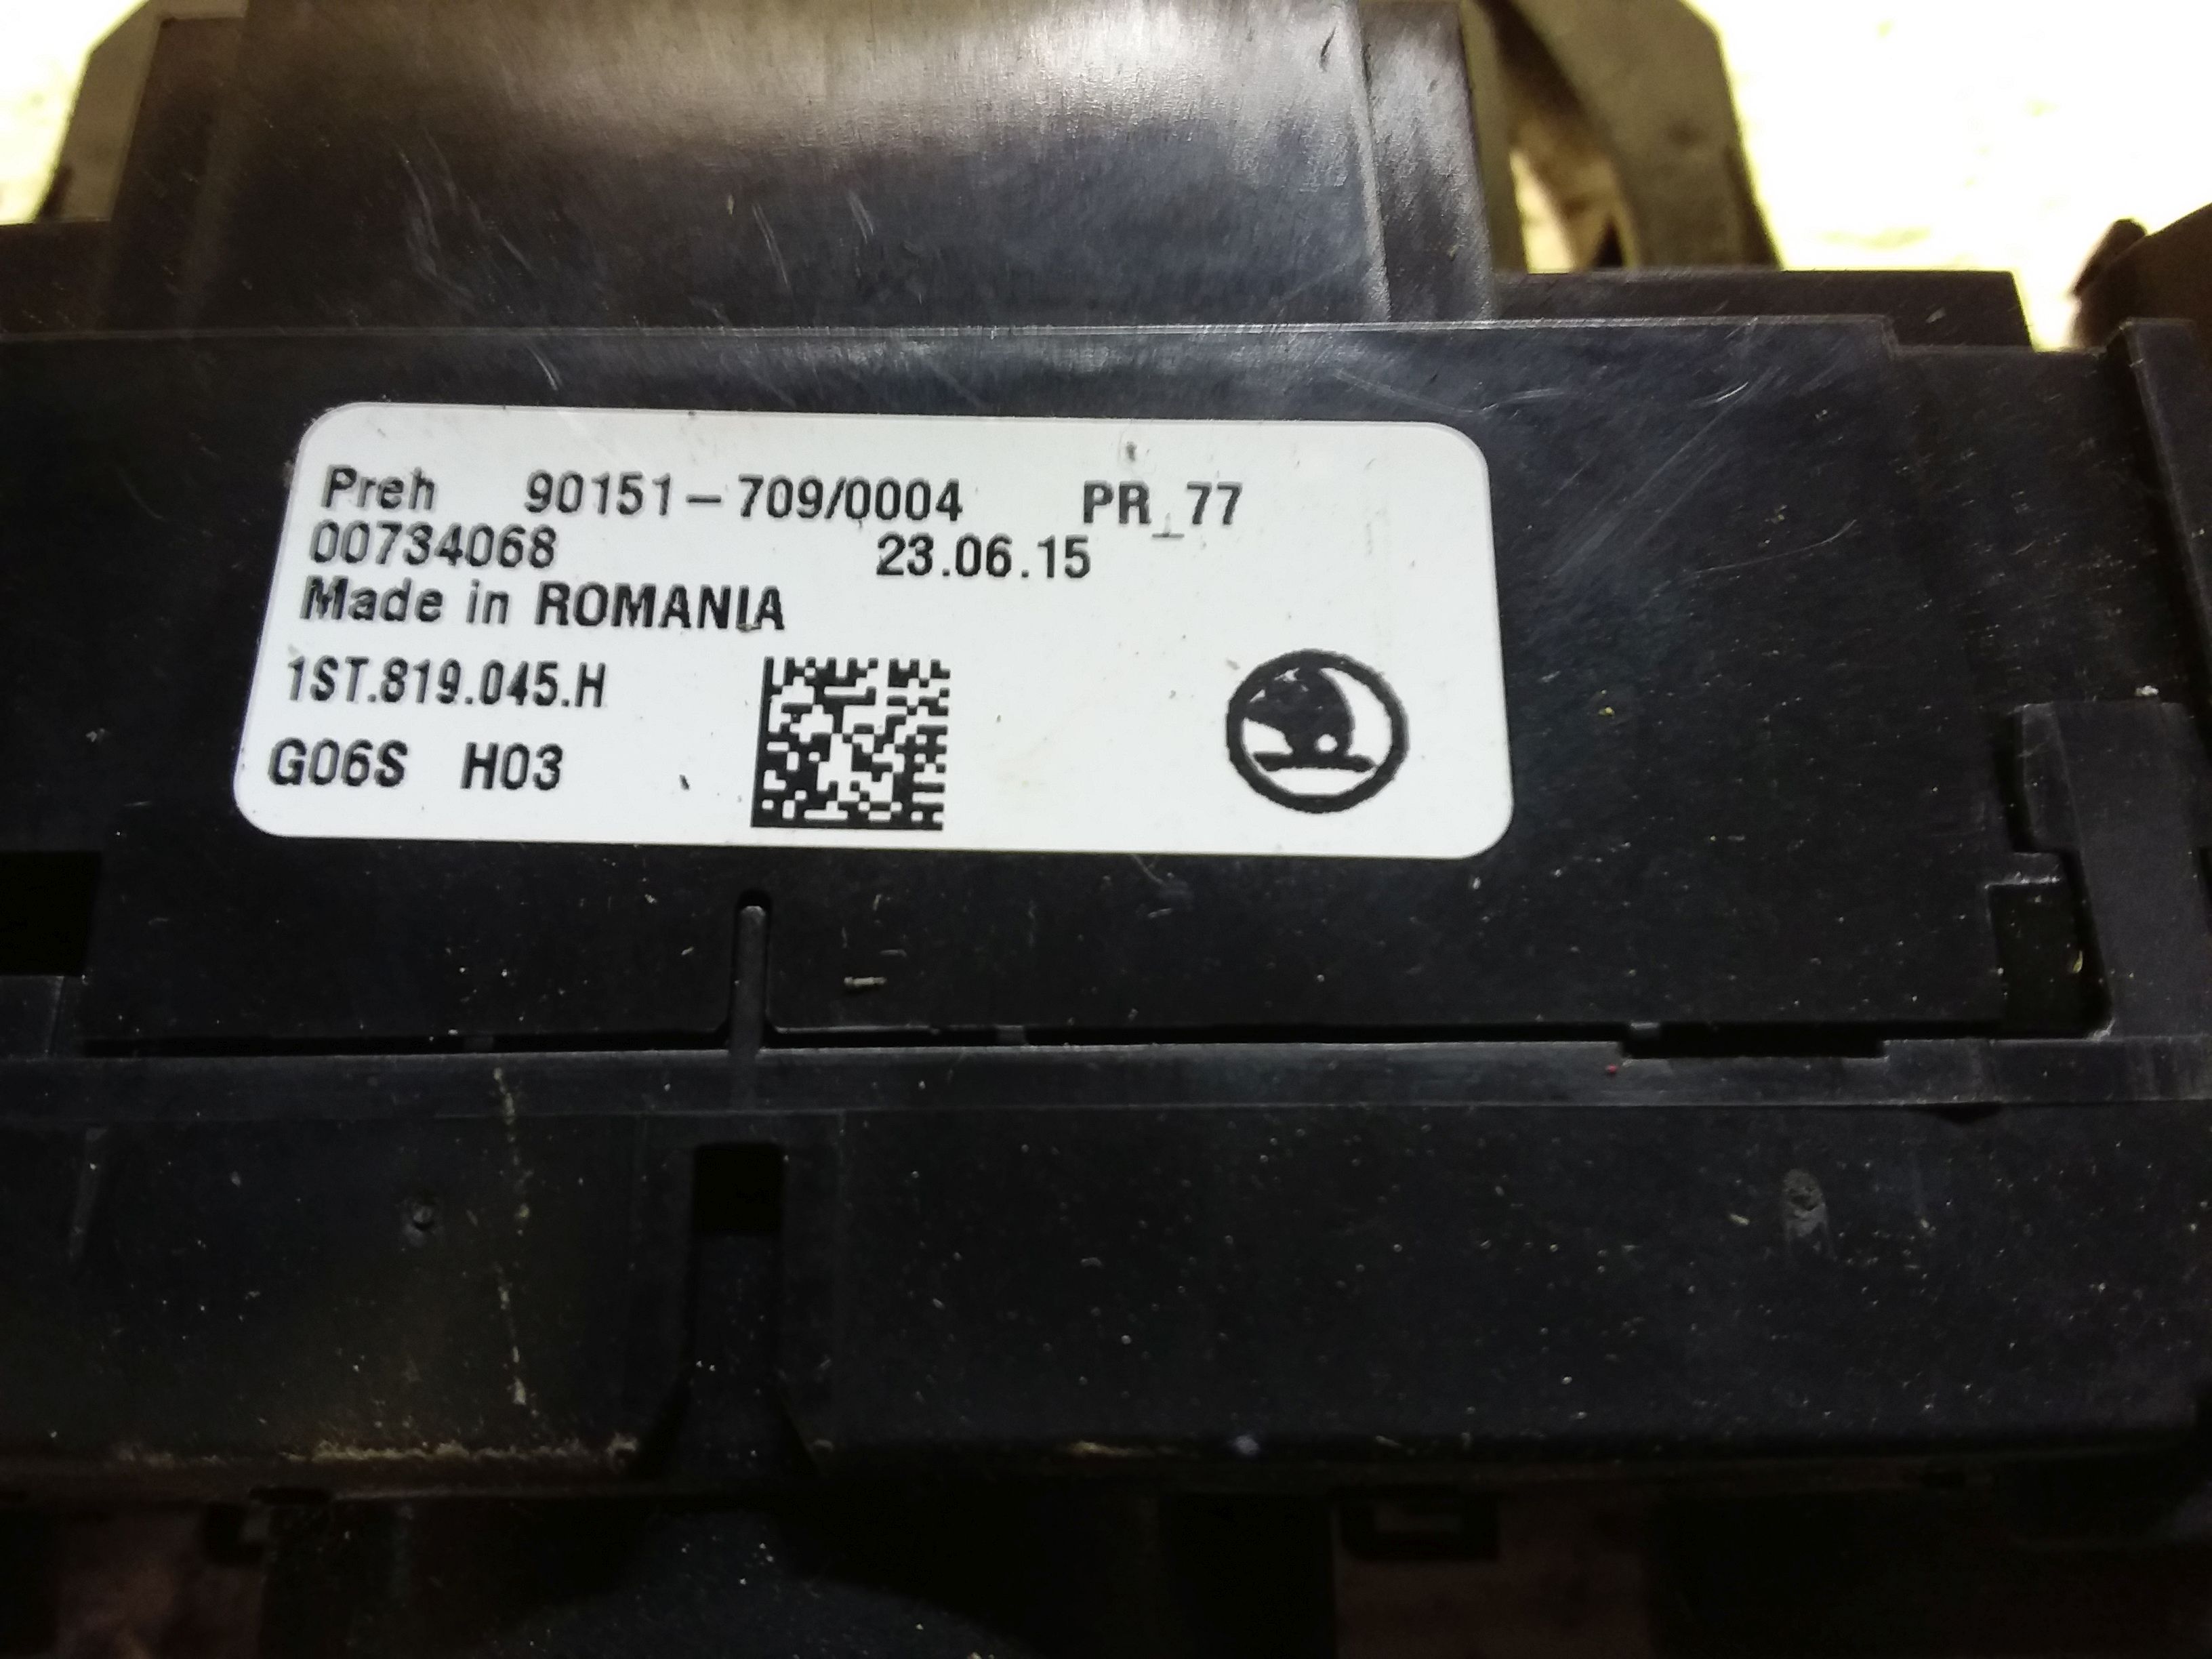 Preh 90151-709/0004 PR_77
00734068 23.06.15
Made in ROMANIA
1ST.819.045.H
G06S H03